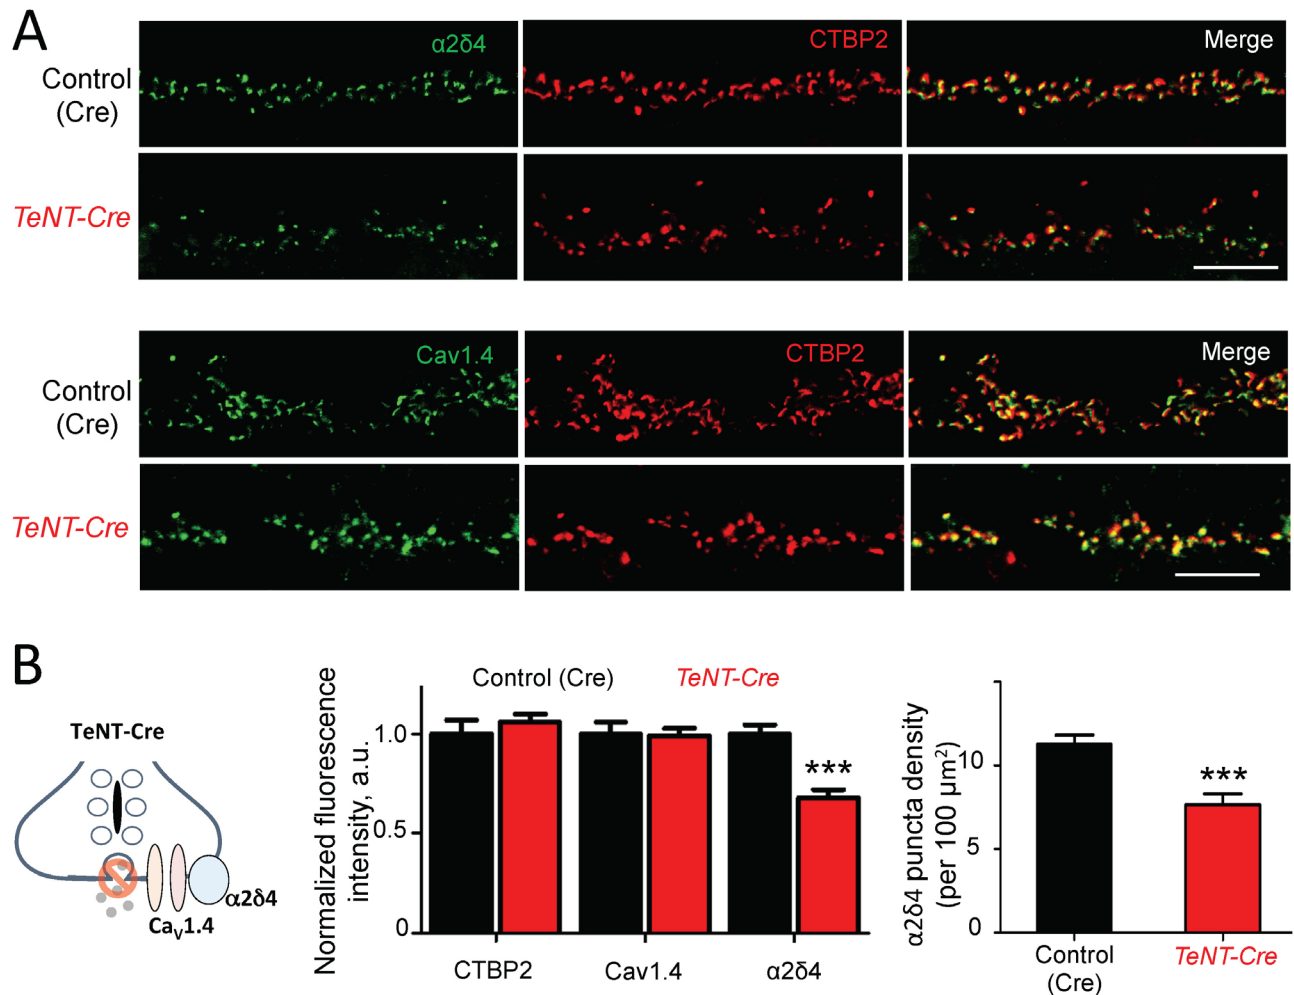 A
α2δ4
CTBP2
Merge
Control
(Cre)
TeNT-Cre
Cav1.4
CTBP2
Merge
Control
(Cre)
TeNT-Cre
B
TeNT-Cre
α2δ4
CaV1.4
Normalized fluorescence
intensity, a.u.
Control (Cre)
TeNT-Cre
1.0
0.5
0
***
CTBP2
Cav1.4
α2δ4
α2δ4 puncta density
(per 100 μm²)
10
5
0
***
Control
(Cre)
TeNT-Cre